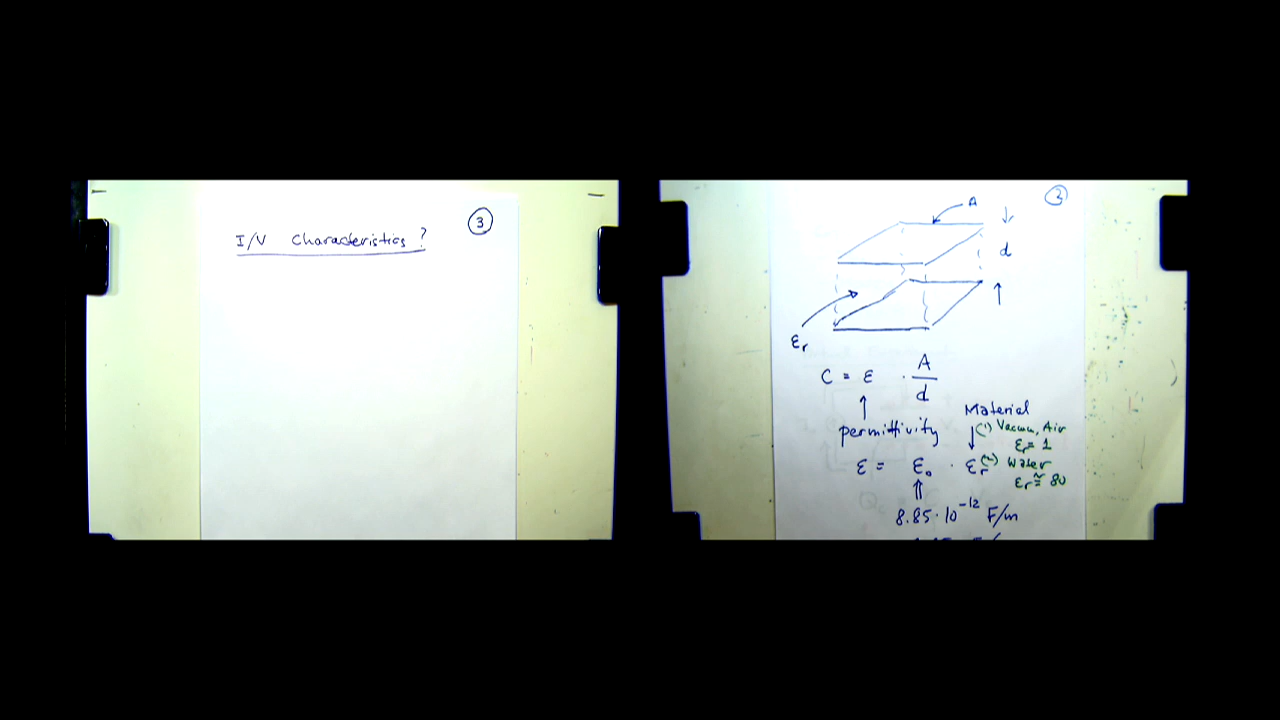 3
I/V Characteristics?
2
A
d
εr
C = ε · A/d
permittivity
Material
(1) Vacuum, Air
εr = 1
ε = ε₀ · εr
(2) Water
εr ≅ 80
8.85·10⁻¹² F/m